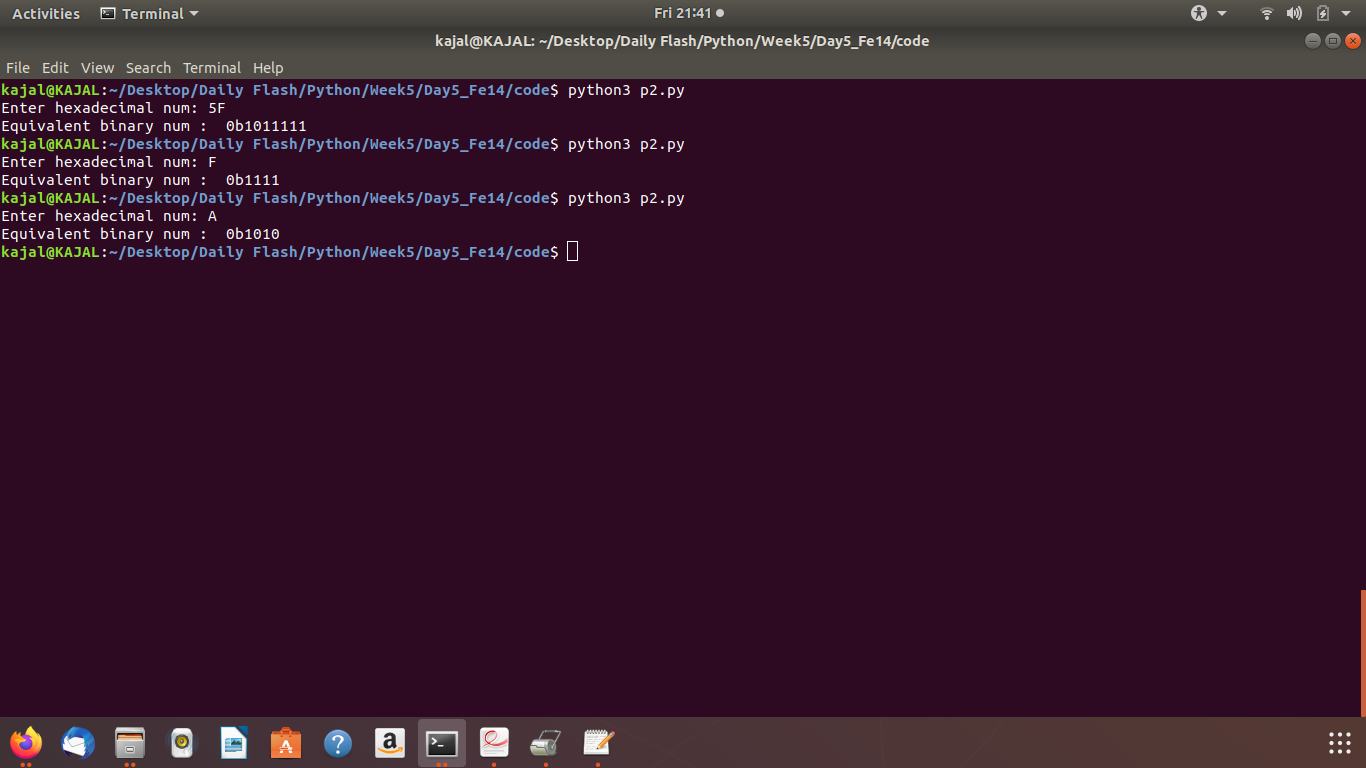 Activities Terminal Fri 21:41
kajal@KAJAL: ~/Desktop/Daily Flash/Python/Week5/Day5_Fe14/code
File Edit View Search Terminal Help
kajal@KAJAL:~/Desktop/Daily Flash/Python/Week5/Day5_Fe14/code$ python3 p2.py
Enter hexadecimal num: 5F
Equivalent binary num :  0b1011111
kajal@KAJAL:~/Desktop/Daily Flash/Python/Week5/Day5_Fe14/code$ python3 p2.py
Enter hexadecimal num: F
Equivalent binary num :  0b1111
kajal@KAJAL:~/Desktop/Daily Flash/Python/Week5/Day5_Fe14/code$ python3 p2.py
Enter hexadecimal num: A
Equivalent binary num :  0b1010
kajal@KAJAL:~/Desktop/Daily Flash/Python/Week5/Day5_Fe14/code$